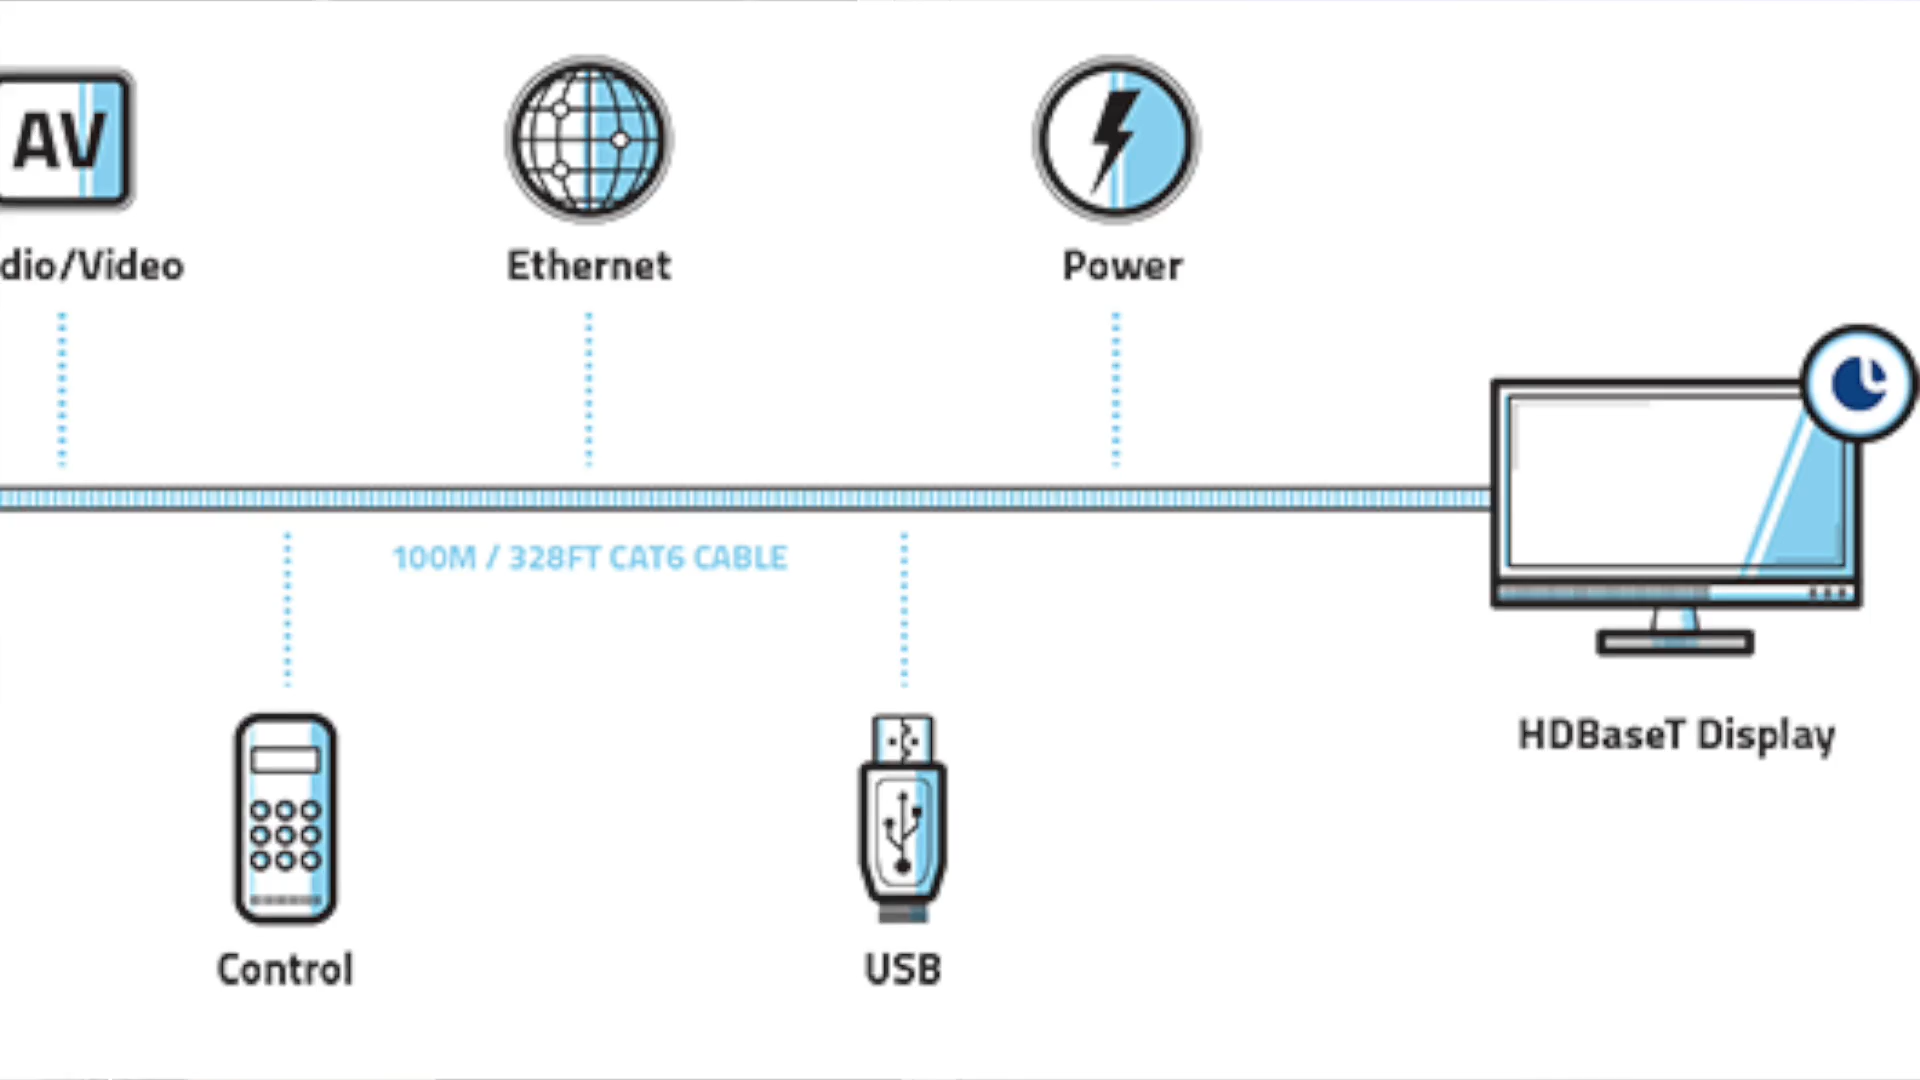 AV
dio/Video
Ethernet
Power
100M / 328FT CAT6 CABLE
HDBaseT Display
Control
USB